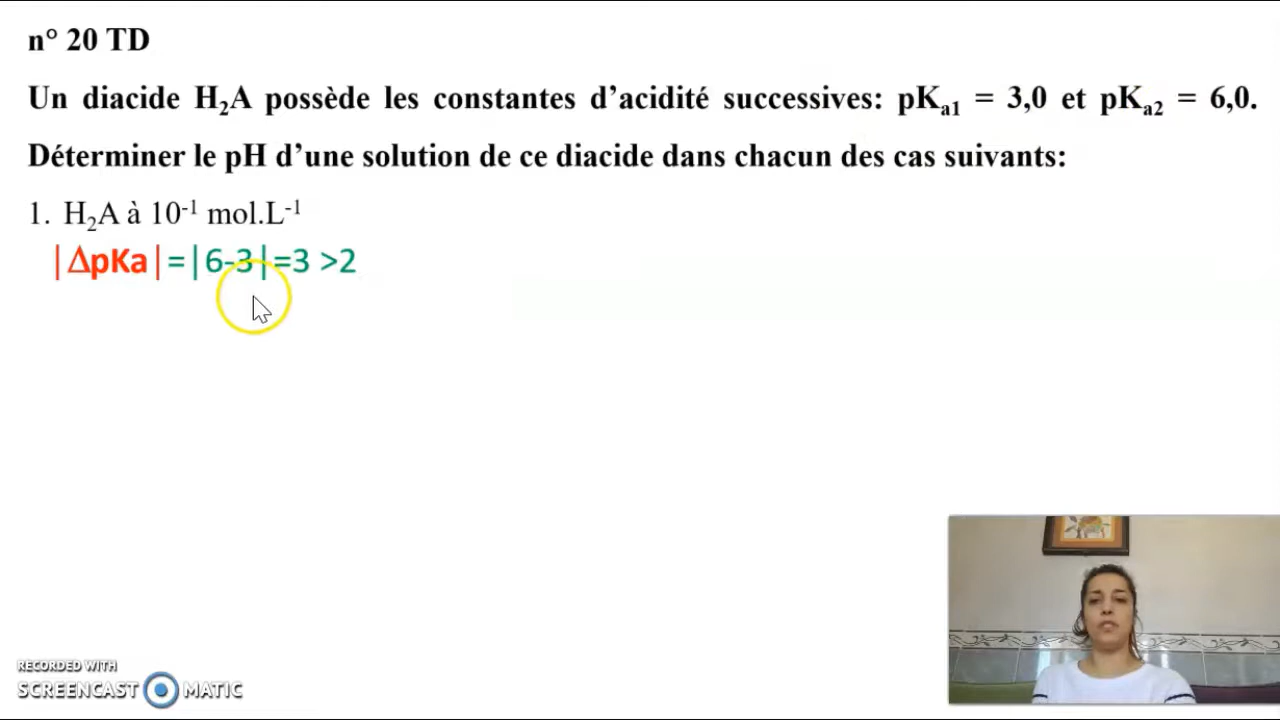 n° 20 TD
Un diacide H₂A possède les constantes d’acidité successives: pKₐ₁ = 3,0 et pKₐ₂ = 6,0.
Déterminer le pH d’une solution de ce diacide dans chacun des cas suivants:
1. H₂A à 10⁻¹ mol.L⁻¹
|ΔpKa|=|6-3|=3 >2
RECORDED WITH
SCREENCAST MATIC